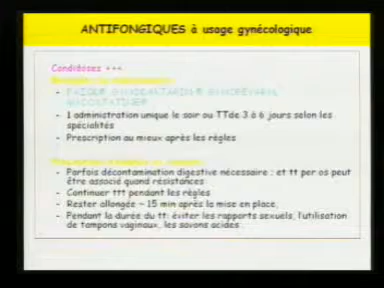 ANTIFONGIQUES à usage gynécologique
Candidoses +++
- 1 administration unique le soir ou TTde 3 à 6 jours selon les
spécialités
- Prescription au mieux après les règles
- Parfois décontamination digestive nécessaire : et tt per os peut
être associé quand résistances
- Continuer ttt pendant les règles
- Rester allongée ~ 15 min après la mise en place,
- Pendant la durée du tt: éviter les rapports sexuels, l'utilisation
de tampons vaginaux, les savons acides